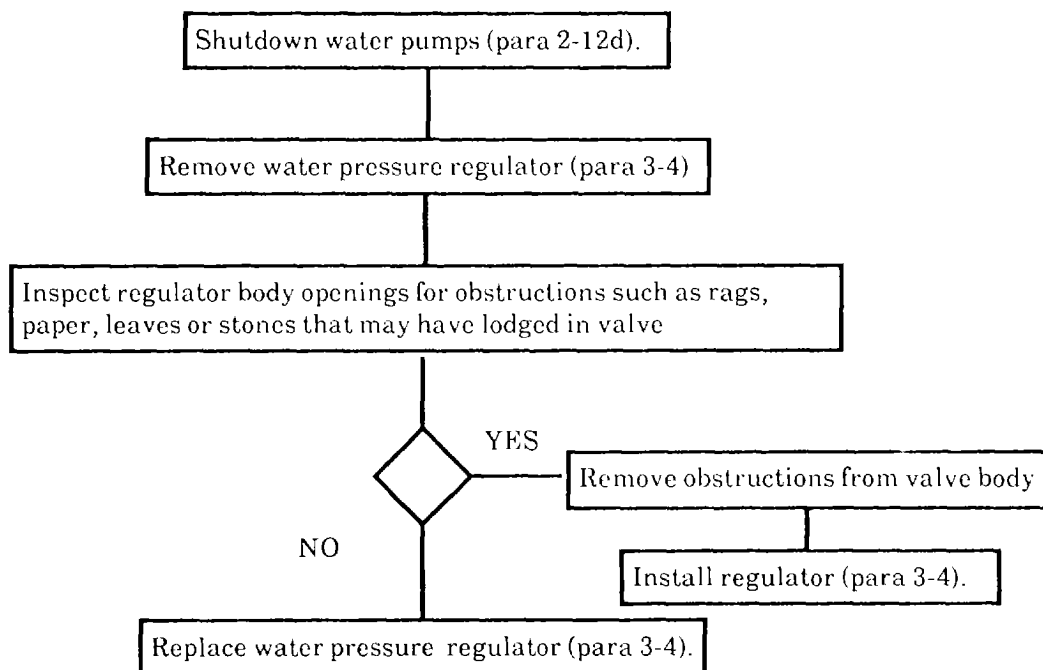 Shutdown water pumps (para 2-12d).
Remove water pressure regulator (para 3-4)
Inspect regulator body openings for obstructions such as rags,
paper, leaves or stones that may have lodged in valve
YES
Remove obstructions from valve body
NO
Install regulator (para 3-4).
Replace water pressure regulator (para 3-4).